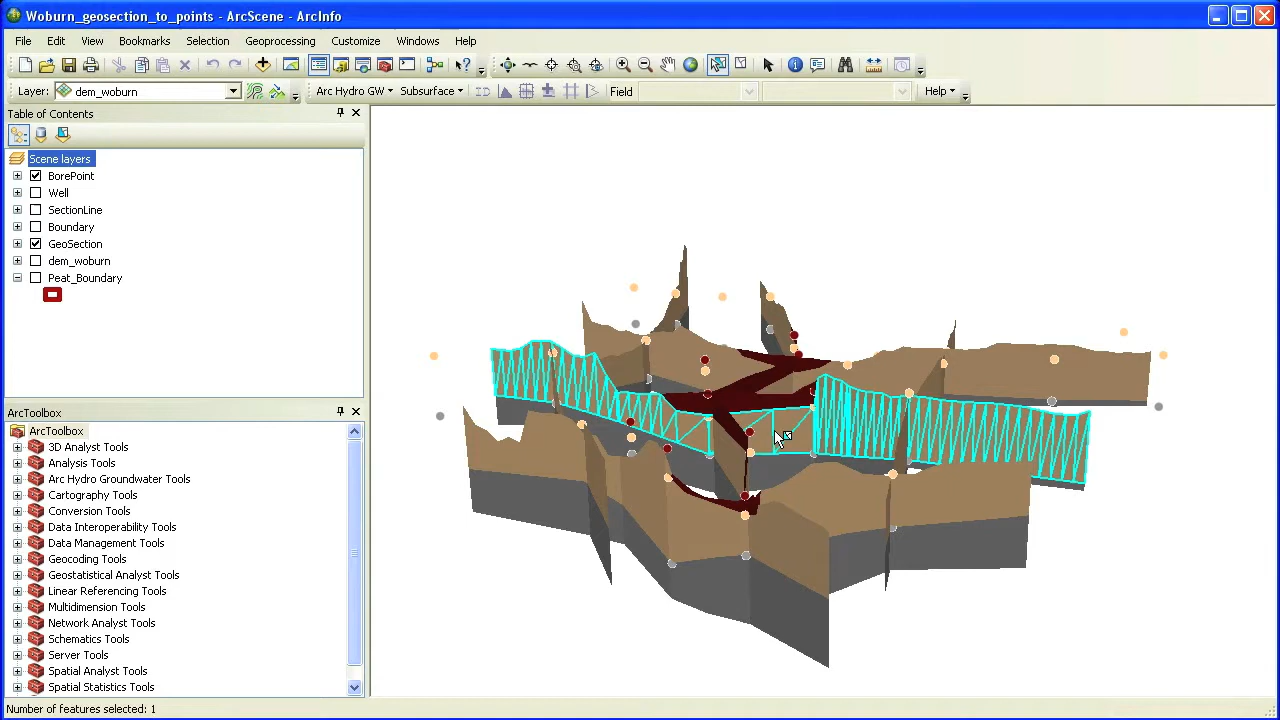 Woburn_geosection_to_points - ArcScene - ArcInfo
File Edit View Bookmarks Selection Geoprocessing Customize Windows Help
Layer: dem_woburn Arc Hydro GW Subsurface Field Help
Table of Contents
Scene layers
BorePoint
Well
SectionLine
Boundary
GeoSection
dem_woburn
Peat_Boundary
ArcToolbox
ArcToolbox
3D Analyst Tools
Analysis Tools
Arc Hydro Groundwater Tools
Cartography Tools
Conversion Tools
Data Interoperability Tools
Data Management Tools
Geocoding Tools
Geostatistical Analyst Tools
Linear Referencing Tools
Multidimension Tools
Network Analyst Tools
Schematics Tools
Server Tools
Spatial Analyst Tools
Spatial Statistics Tools
Number of features selected: 1